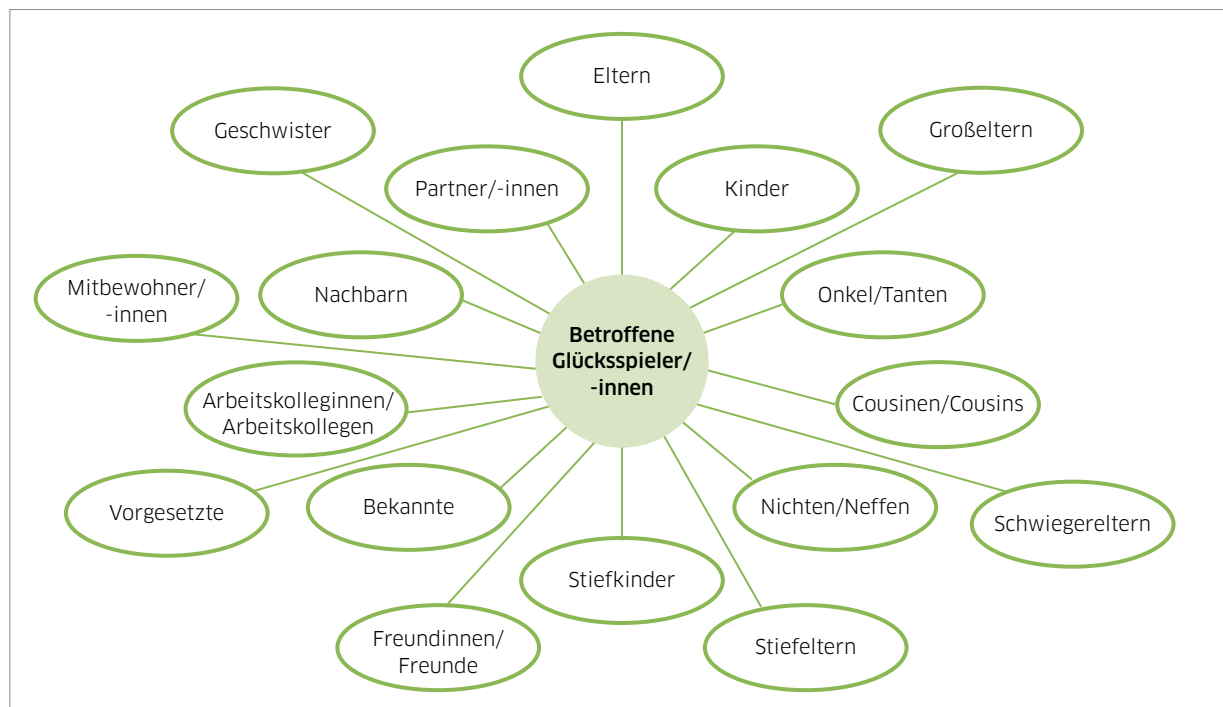 Eltern
Geschwister
Großeltern
Partner/-innen
Kinder
Mitbewohner/
-innen
Nachbarn
Onkel/Tanten
Betroffene
Glücksspieler/
-innen
Arbeitskolleginnen/
Arbeitskollegen
Cousinen/Cousins
Vorgesetzte
Bekannte
Nichten/Neffen
Schwiegereltern
Stiefkinder
Freundinnen/
Freunde
Stiefeltern